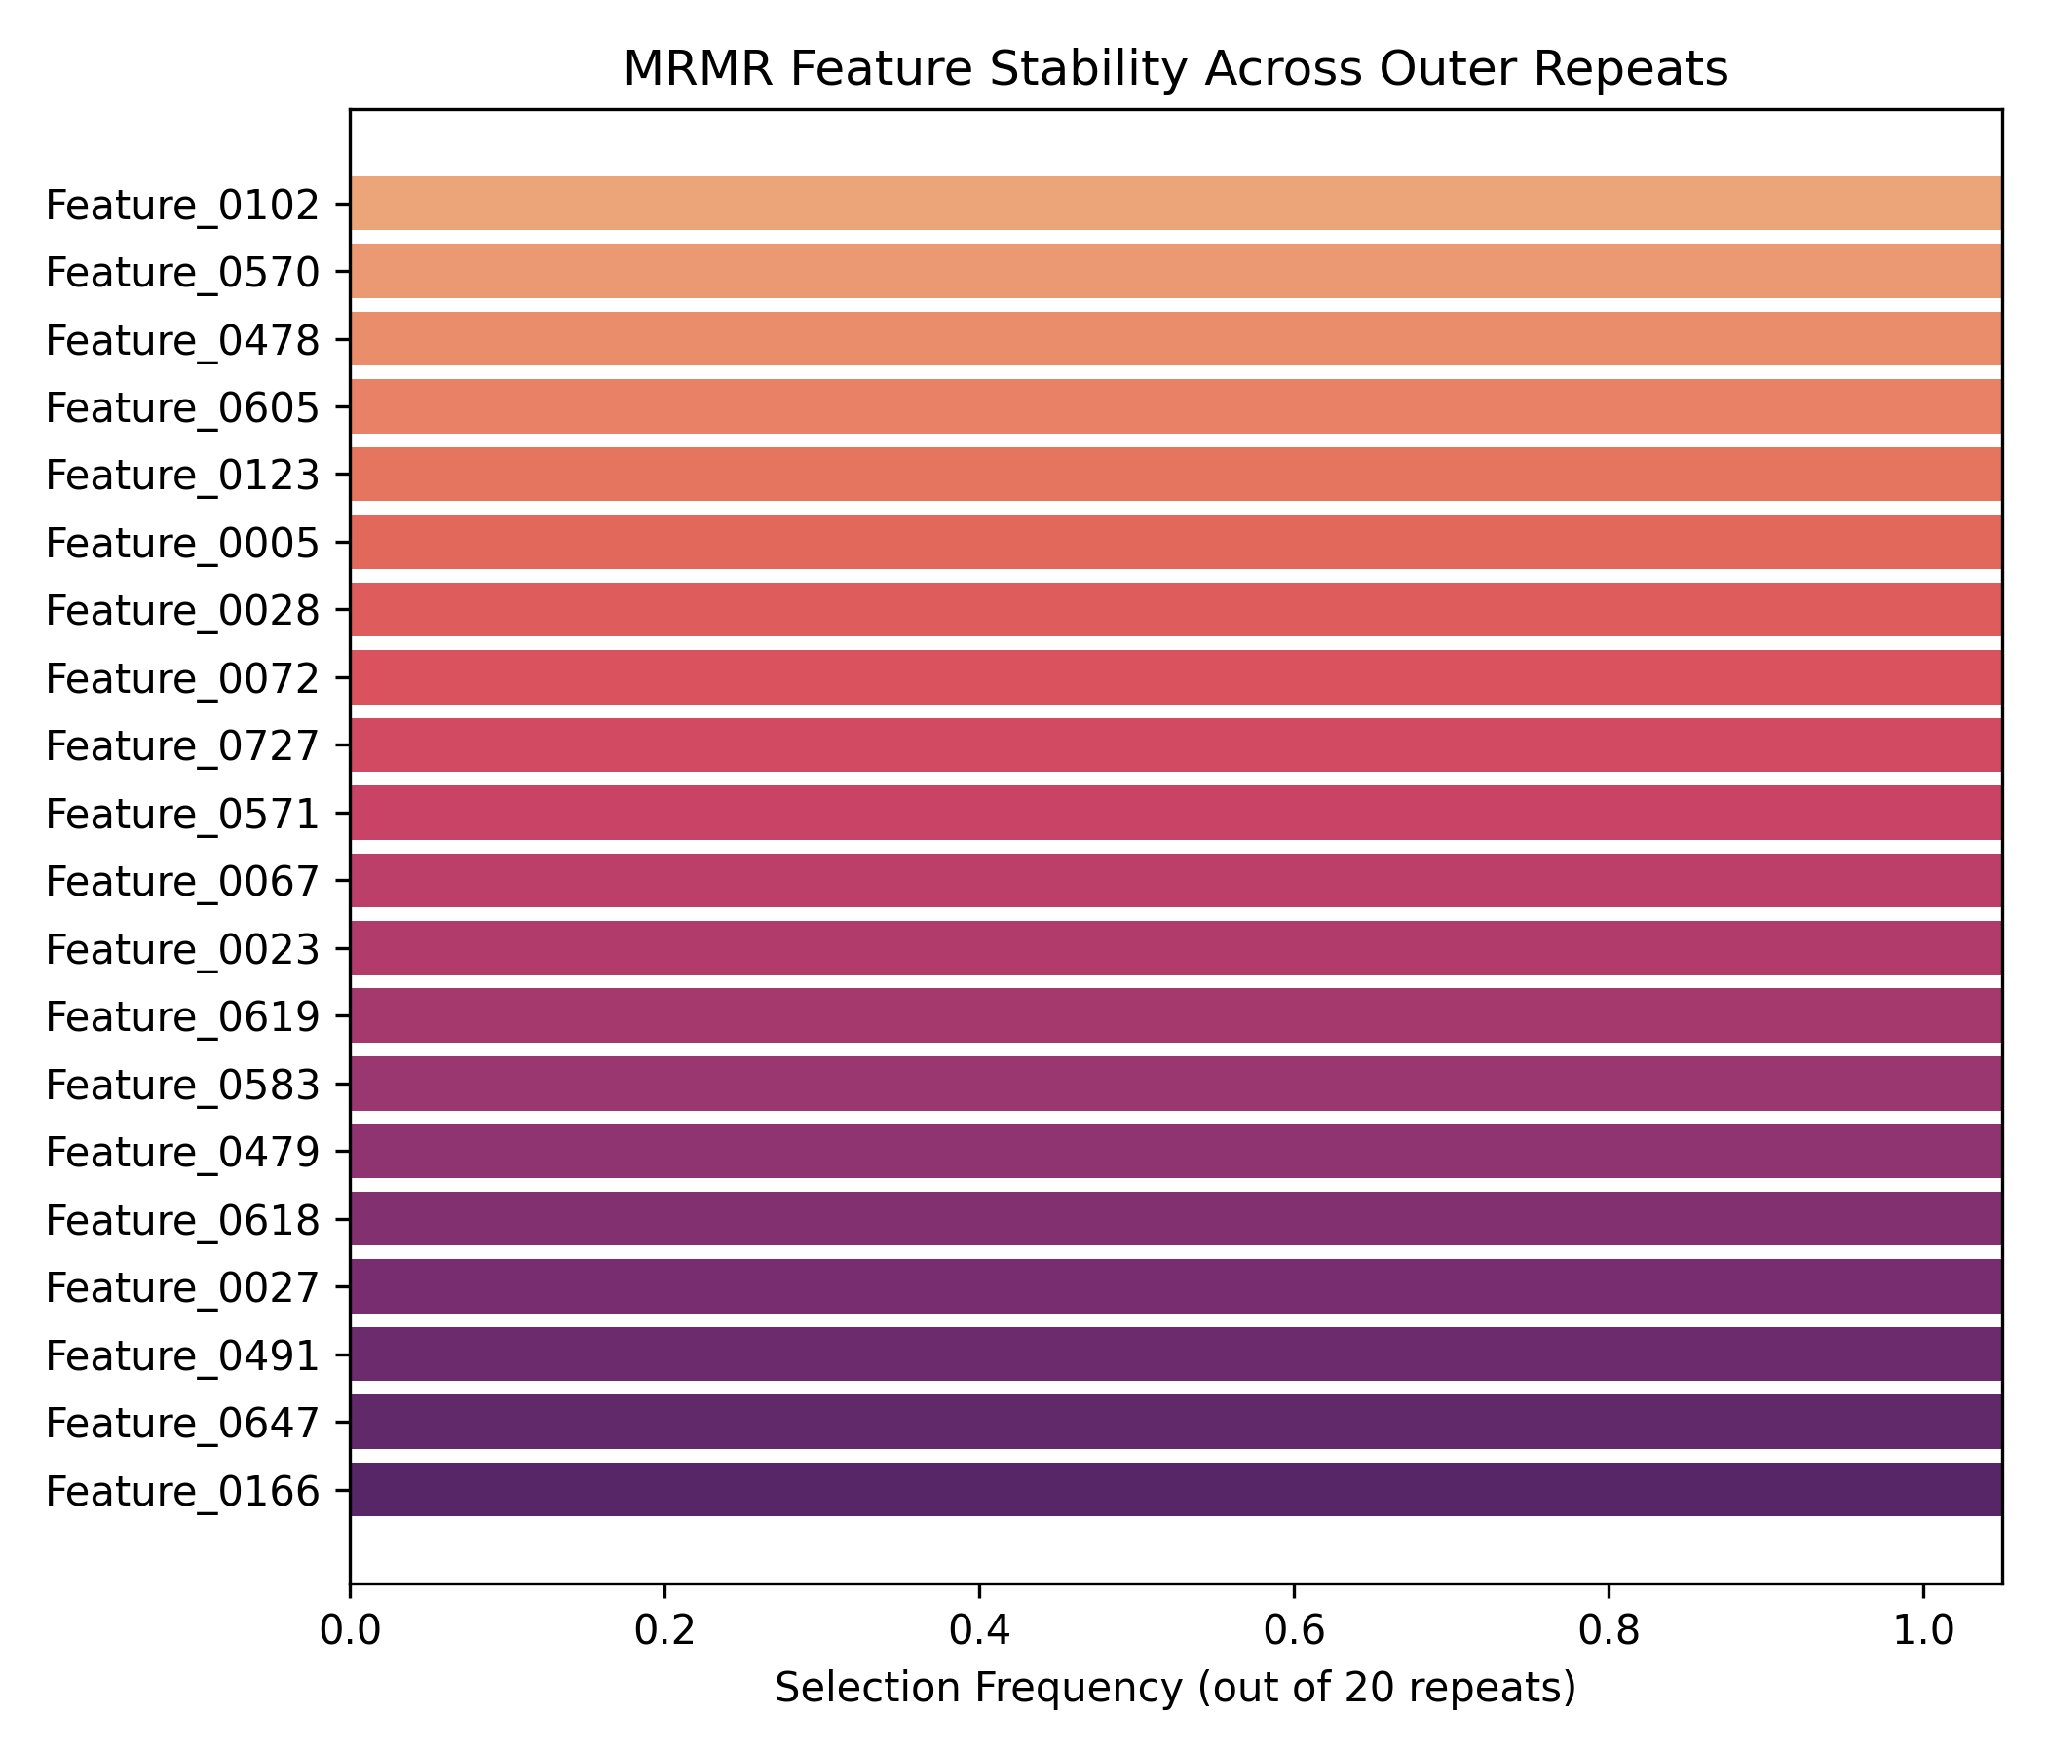 MRMR Feature Stability Across Outer Repeats
Feature_0102
Feature_0570
Feature_0478
Feature_0605
Feature_0123
Feature_0005
Feature_0028
Feature_0072
Feature_0727
Feature_0571
Feature_0067
Feature_0023
Feature_0619
Feature_0583
Feature_0479
Feature_0618
Feature_0027
Feature_0491
Feature_0647
Feature_0166
0.0 0.2 0.4 0.6 0.8 1.0
Selection Frequency (out of 20 repeats)